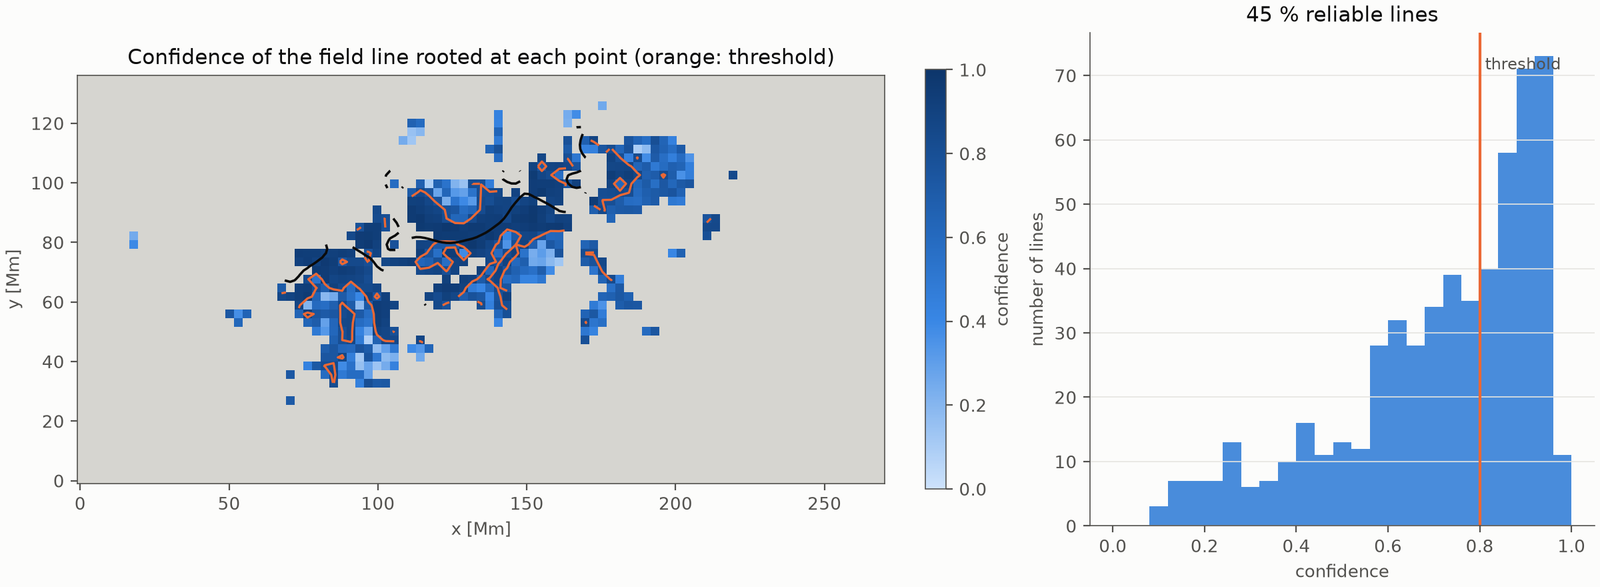 45 % reliable lines
Confidence of the field line rooted at each point (orange: threshold)
y [Mm]
120
100
80
60
40
20
0
0 50 100 150 200 250
x [Mm]
1.0
0.8
0.6
0.4
0.2
0.0
confidence
number of lines
threshold
70
60
50
40
30
20
10
0
0.0 0.2 0.4 0.6 0.8 1.0
confidence